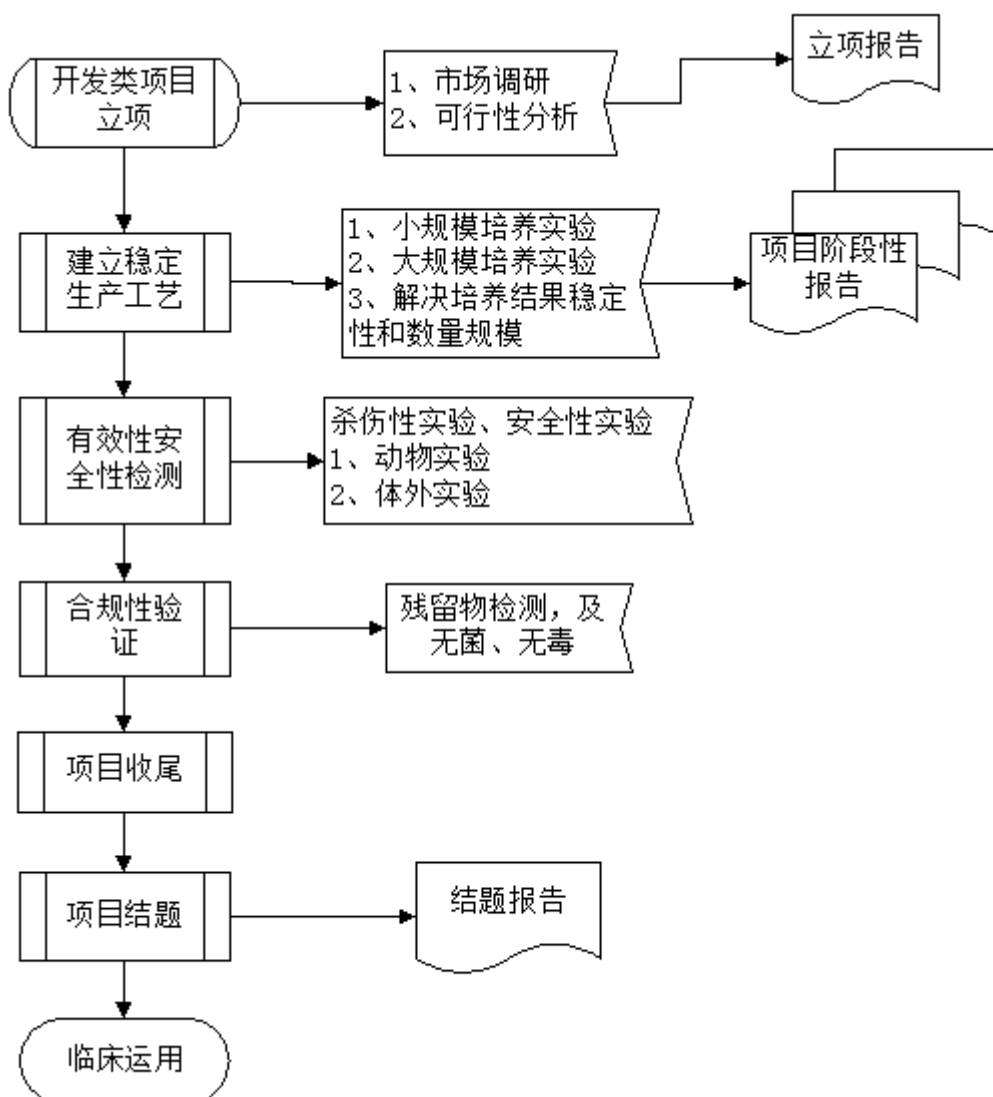 开发类项目
立项
1、市场调研
2、可行性分析
立项报告
建立稳定
生产工艺
1、小规模培养实验
2、大规模培养实验
3、解决培养结果稳定
性和数量规模
项目阶段性
报告
有效性安
全性检测
杀伤性实验、安全性实验
1、动物实验
2、体外实验
合规性验
证
残留物检测，及
无菌、无毒
项目收尾
项目结题
结题报告
临床运用